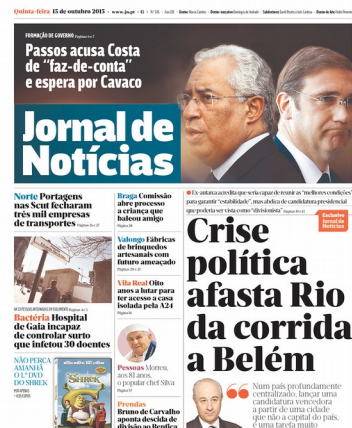 Quinta-feira 15 de outubro 2015 · www.jn.pt ·
FORMAÇÃO DE GOVERNO Páginas 6 e 7
Passos acusa Costa
de “faz-de-conta”
e espera por Cavaco
Jornal de
Notícias
Norte Portagens
nas Scut fecharam
três mil empresas
de transportes
Bactéria Hospital
de Gaia incapaz
de controlar surto
que infetou 30 doentes
NÃO PERCA
AMANHÃ
O 1.º DVD
DO SHREK
SHREK
Braga Comissão
abre processo
a criança que
baleou amigo
Valongo Fábricas
de brinquedos
artesanais com
futuro ameaçado
Vila Real Oito
anos a lutar para
ter acesso a casa
isolada pela A24
Pessoas Morreu,
aos 81 anos,
o popular chef Silva
Prendas
Bruno de Carvalho
aponta descida de
divisão ao Benfica
● Ex-autarca acredita que seria capaz de reunir as “melhores condições”
para garantir “estabilidade”, mas abdica de candidatura presidencial
que poderia ser vista como “divisionista”
Exclusivo
Jornal de
Notícias
Crise
política
afasta Rio
da corrida
a Belém
“ Num país profundamente
centralizado, lançar uma
candidatura vencedora
a partir de uma cidade
que não a capital do país,
é uma tarefa muito